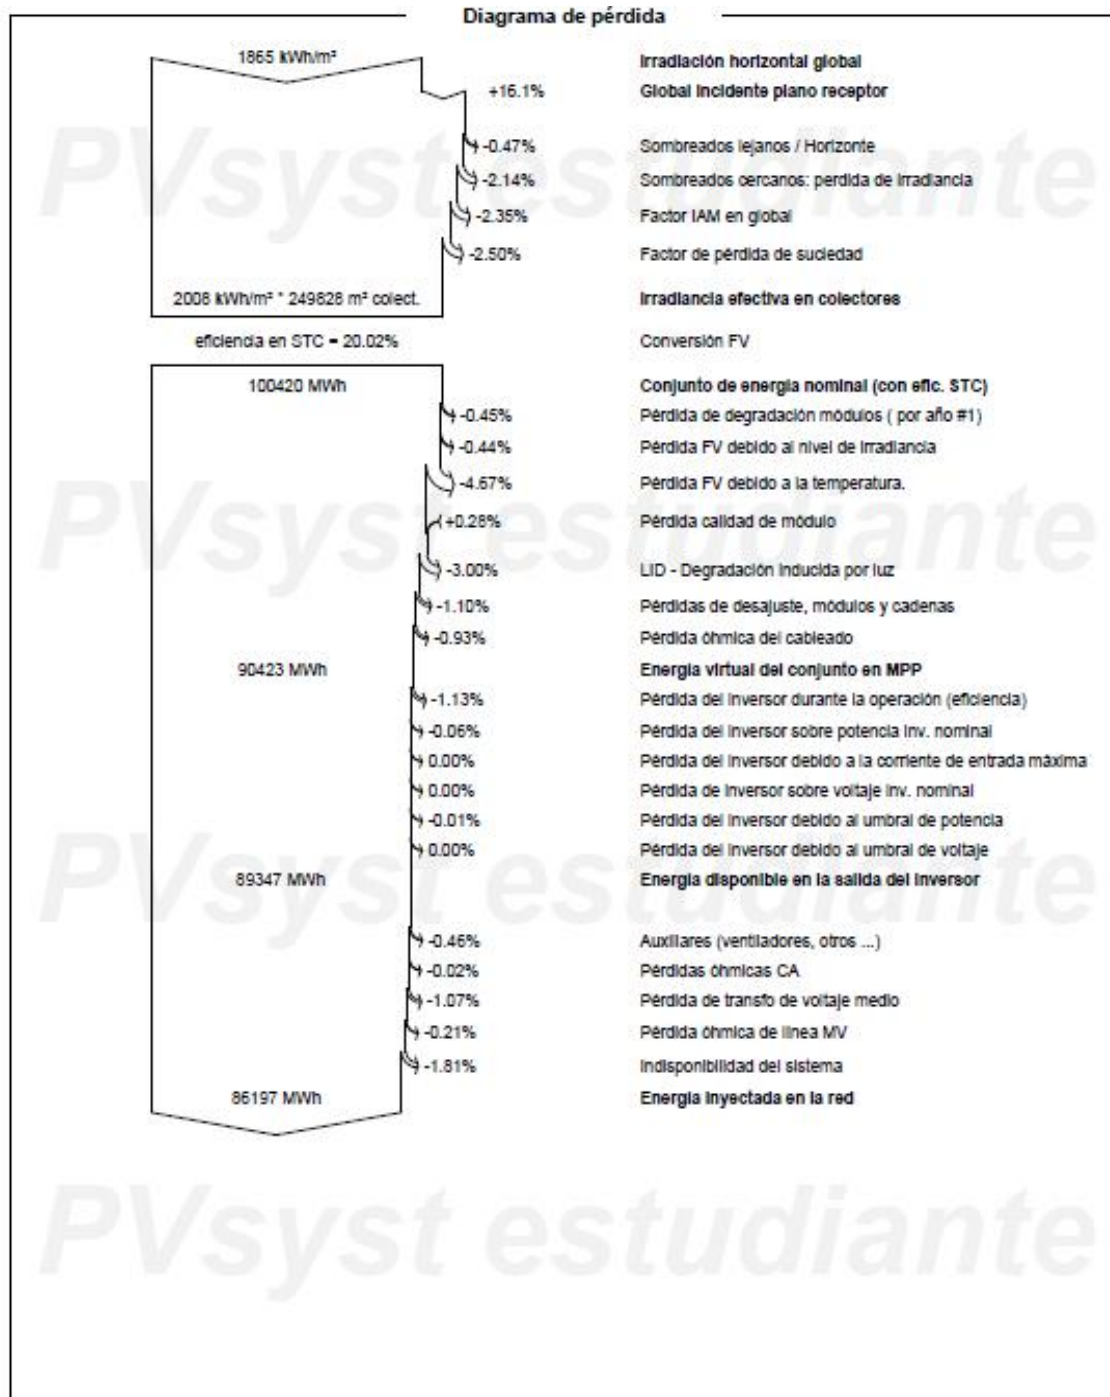 Diagrama de pérdida
1865 kWh/m² Irradiación horizontal global
+16.1% Global incidente plano receptor
-0.47% Sombreados lejanos / Horizonte
-2.14% Sombreados cercanos: perdida de irradiancia
-2.35% Factor IAM en global
-2.50% Factor de pérdida de suciedad
2008 kWh/m² * 249828 m² colect. Irradiancia efectiva en colectores
eficiencia en STC = 20.02% Conversión FV
100420 MWh Conjunto de energía nominal (con efic. STC)
-0.45% Pérdida de degradación módulos ( por año #1)
-0.44% Pérdida FV debido al nivel de irradiancia
-4.67% Pérdida FV debido a la temperatura.
+0.28% Pérdida calidad de módulo
-3.00% LID - Degradación inducida por luz
-1.10% Pérdidas de desajuste, módulos y cadenas
-0.93% Pérdida óhmica del cableado
90423 MWh Energía virtual del conjunto en MPP
-1.13% Pérdida del inversor durante la operación (eficiencia)
-0.06% Pérdida del inversor sobre potencia inv. nominal
0.00% Pérdida del inversor debido a la corriente de entrada máxima
0.00% Pérdida de inversor sobre voltaje inv. nominal
-0.01% Pérdida del inversor debido al umbral de potencia
0.00% Pérdida del inversor debido al umbral de voltaje
89347 MWh Energía disponible en la salida del inversor
-0.46% Auxiliares (ventiladores, otros ...)
-0.02% Pérdidas óhmicas CA
-1.07% Pérdida de transfo de voltaje medio
-0.21% Pérdida óhmica de línea MV
-1.81% Indisponibilidad del sistema
86197 MWh Energía inyectada en la red
PVsyst estudiante
PVsyst estudiante
PVsyst estudiante
PVsyst estudiante